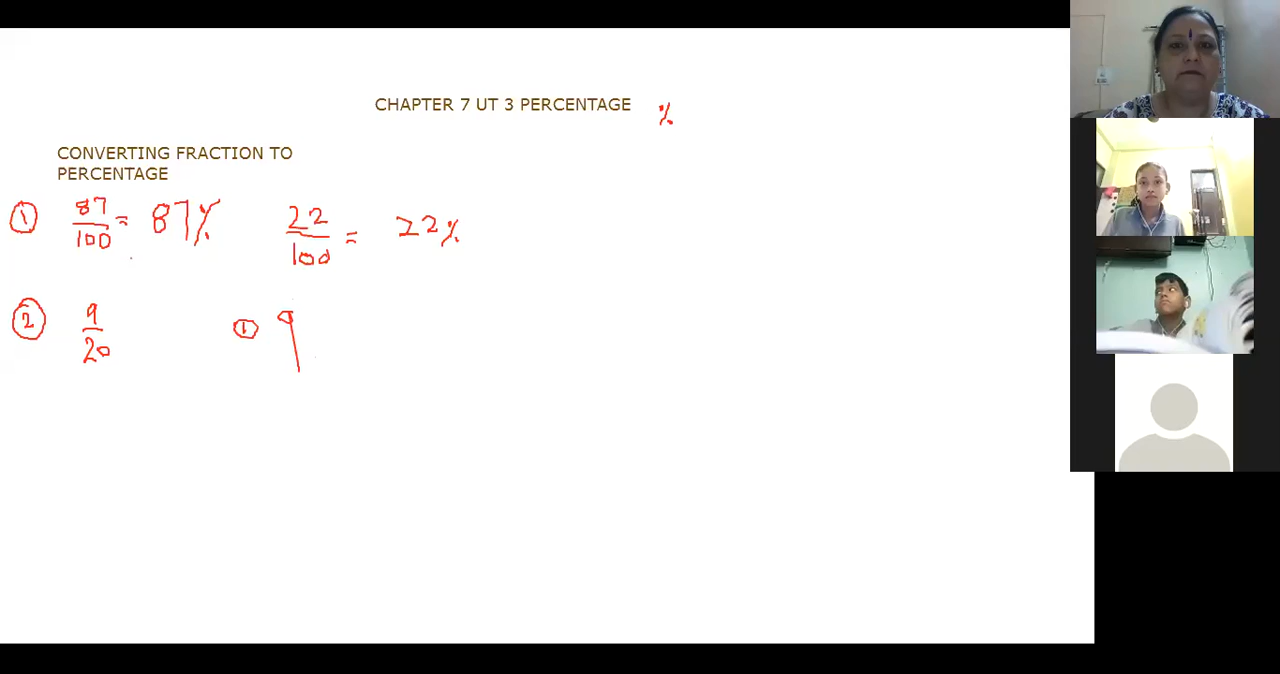 CHAPTER 7 UT 3 PERCENTAGE %
CONVERTING FRACTION TO
PERCENTAGE
① 87/100 = 87% 22/100 = 22%
② 9/20 ① 9